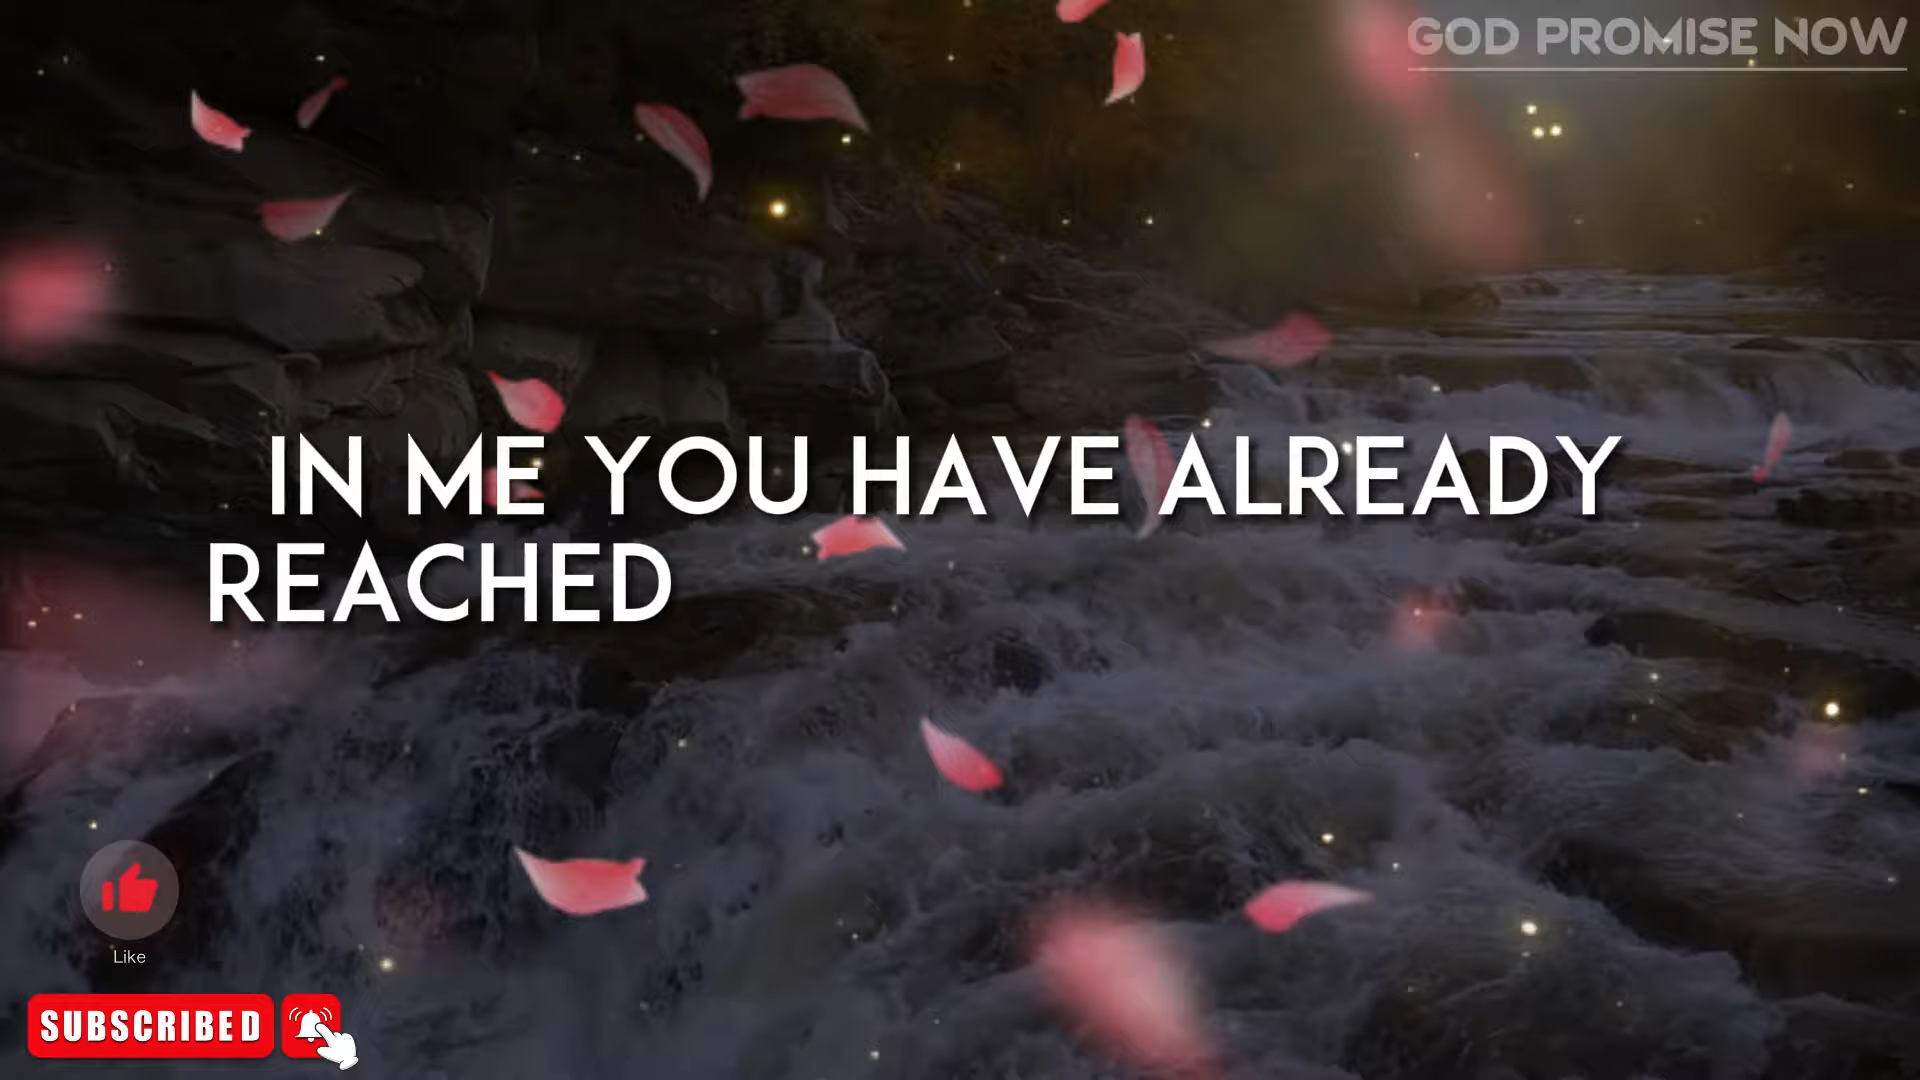 GOD PROMISE NOW
IN ME YOU HAVE ALREADY
REACHED
Like
SUBSCRIBED